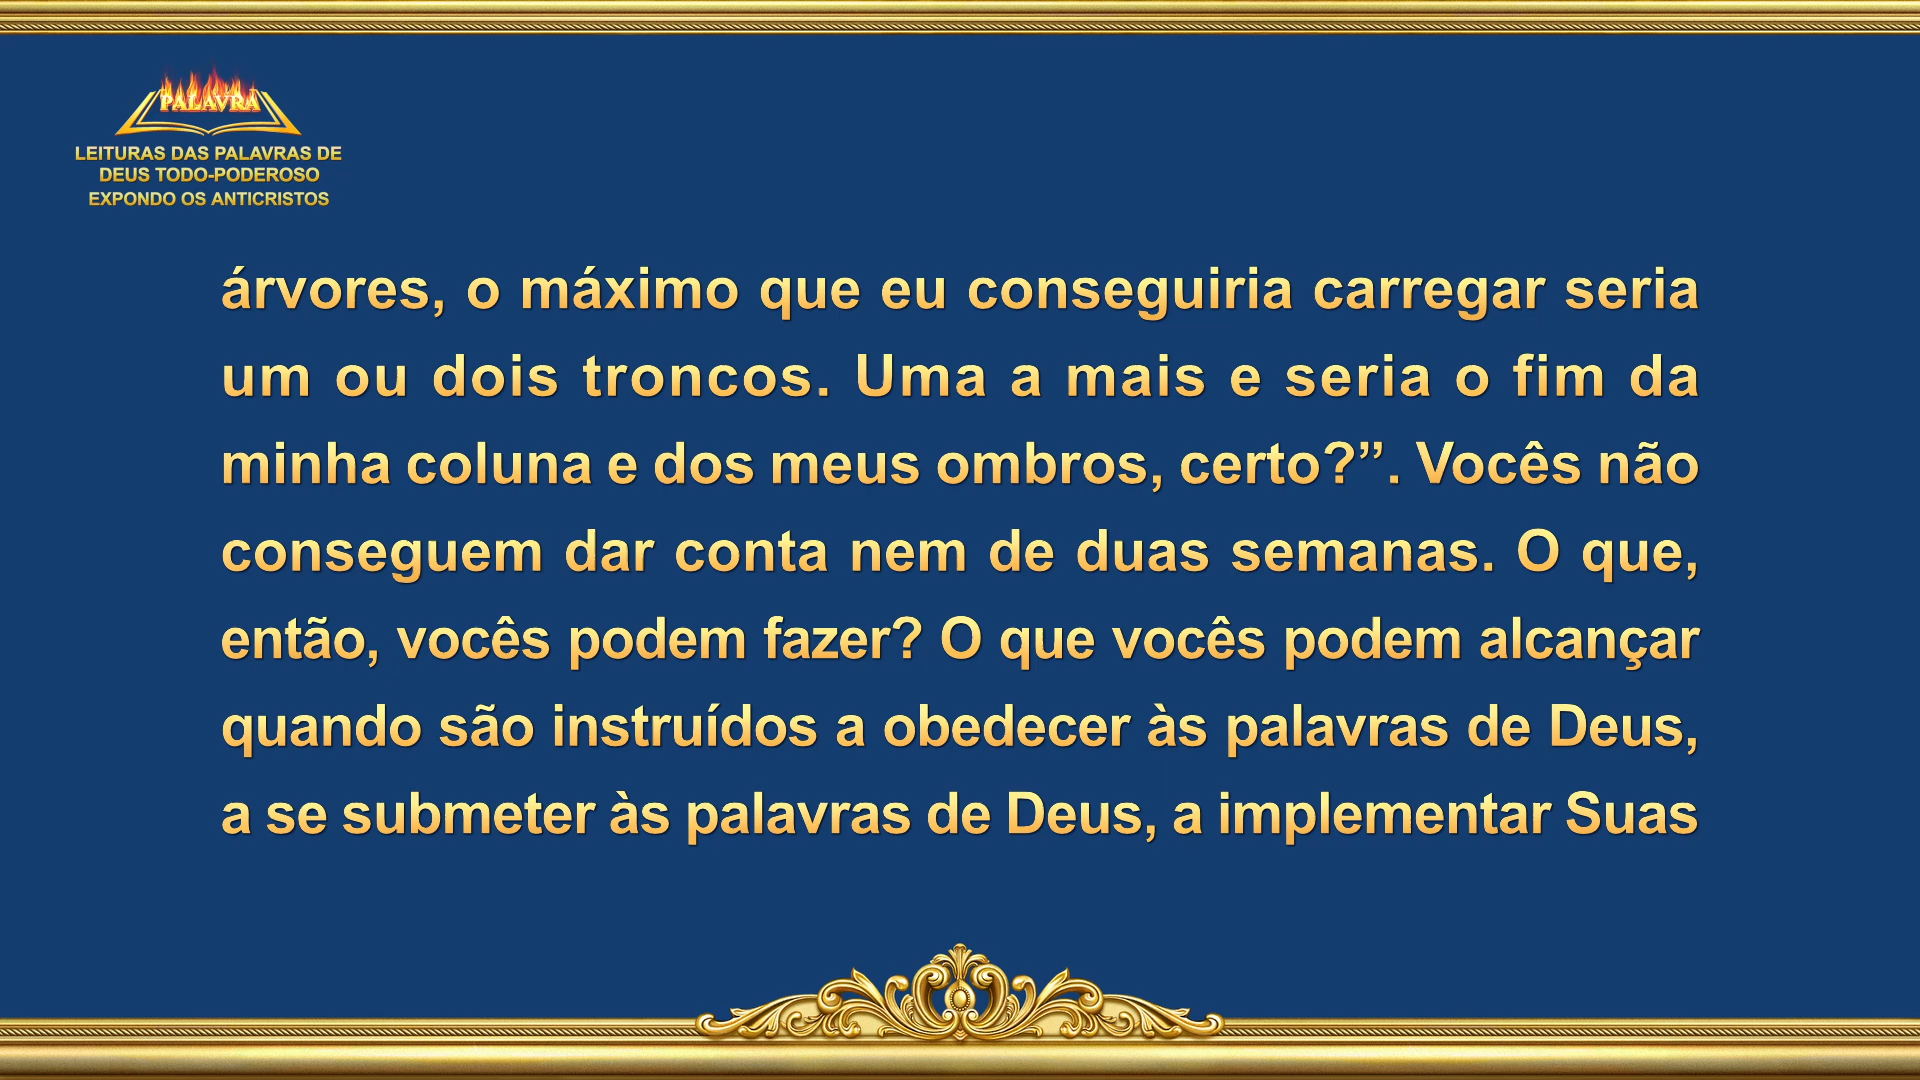 PALAVRA
LEITURAS DAS PALAVRAS DE
DEUS TODO-PODEROSO
EXPONDO OS ANTICRISTOS
árvores, o máximo que eu conseguiria carregar seria
um ou dois troncos. Uma a mais e seria o fim da
minha coluna e dos meus ombros, certo?”. Vocês não
conseguem dar conta nem de duas semanas. O que,
então, vocês podem fazer? O que vocês podem alcançar
quando são instruídos a obedecer às palavras de Deus,
a se submeter às palavras de Deus, a implementar Suas